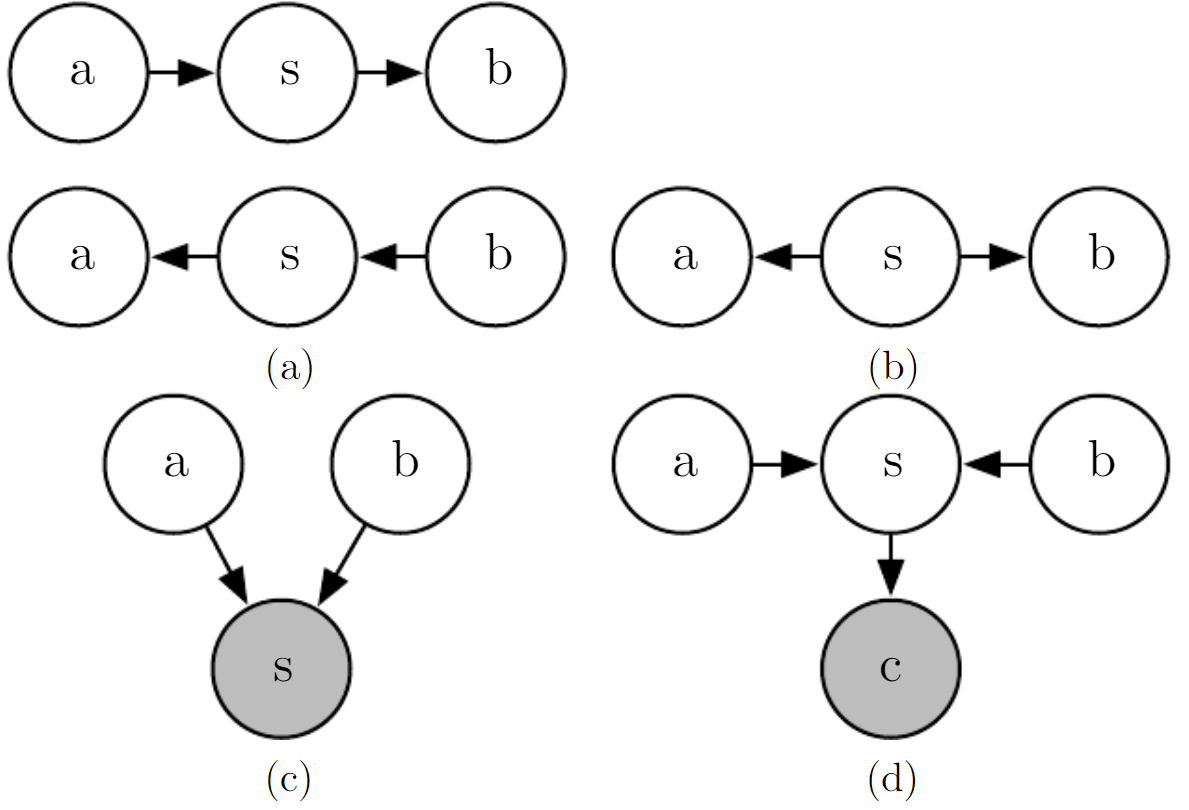 a s b
a s b a s b
(a) (b)
a b a s b
s c
(c) (d)